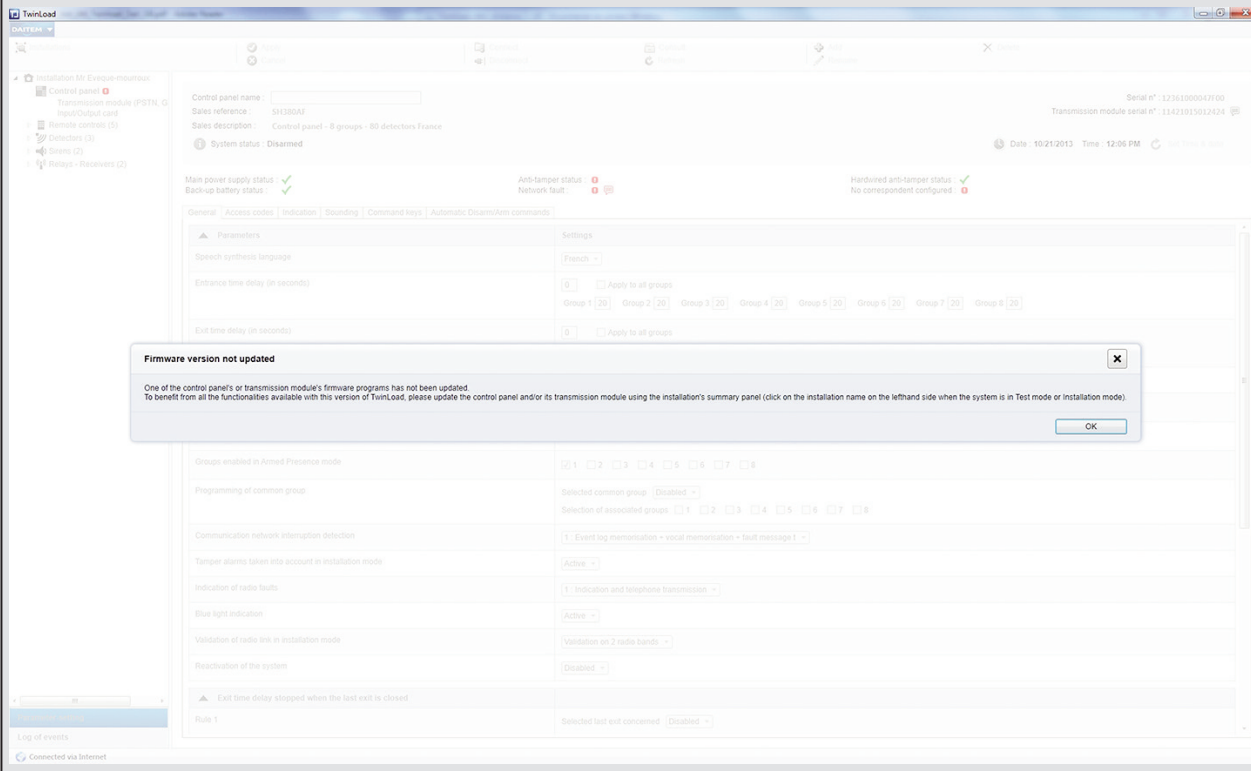 TwinLoad
DAITEM
Installation Mr Exeque-mouroux
Control panel
Transmission module (PSTN, G
Input/Output card
Remote controls (5)
Detectors (3)
Sirens (2)
Relays - Receivers (2)
Control panel name :
Sales reference : SH380AF
Sales description : Control panel - 8 groups - 80 detectors France
System status : Disarmed
Serial n° : 12361000047F00
Transmission module serial n° : 11421015012424
Date : 10/21/2013 Time : 12:06 PM
Main power supply status :
Back-up battery status :
Anti-tamper status :
Network fault :
Hardwired anti-tamper status :
No correspondent configured :
General Access codes Indication Sounding Command keys Automatic Disarm/Arm commands
Parameters Settings
Speech synthesis language French
Entrance time delay (in seconds) 0 Apply to all groups
Group 1 20 Group 2 20 Group 3 20 Group 4 20 Group 5 20 Group 6 20 Group 7 20 Group 8 20
Exit time delay (in seconds) 0 Apply to all groups
Firmware version not updated
One of the control panel's or transmission module's firmware programs has not been updated.
To benefit from all the functionalities available with this version of TwinLoad, please update the control panel and/or its transmission module using the installation's summary panel (click on the installation name on the lefthand side when the system is in Test mode or Installation mode).
OK
Groups enabled in Armed Presence mode 1 2 3 4 5 6 7 8
Programming of common group Selected common group Disabled
Selection of associated groups 1 2 3 4 5 6 7 8
Communication network interruption detection 1 : Event log memorisation + vocal memorisation + fault message t
Tamper alarms taken into account in installation mode Active
Indication of radio faults 1 : Indication and telephone transmission
Blue light indication Active
Validation of radio link in installation mode Validation on 2 radio bands
Reactivation of the system Disabled
Exit time delay stopped when the last exit is closed
Rule 1 Selected last exit concerned Disabled
Log of events
Connected via Internet